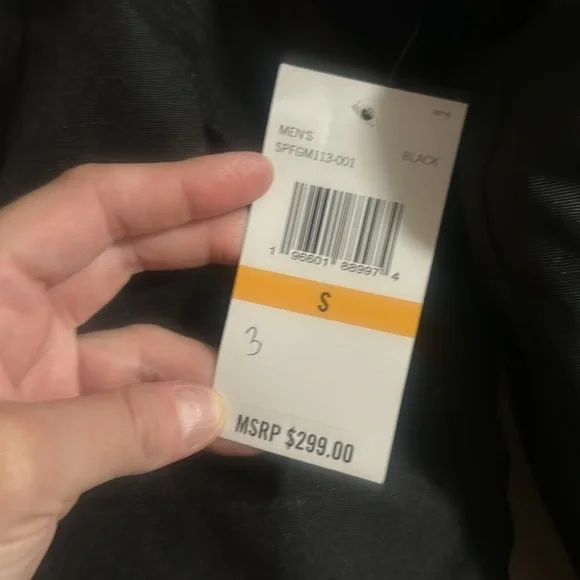 MEN'S
SPFGM113-001 BLACK
1 96601 88997 4
S
3
MSRP $299.00